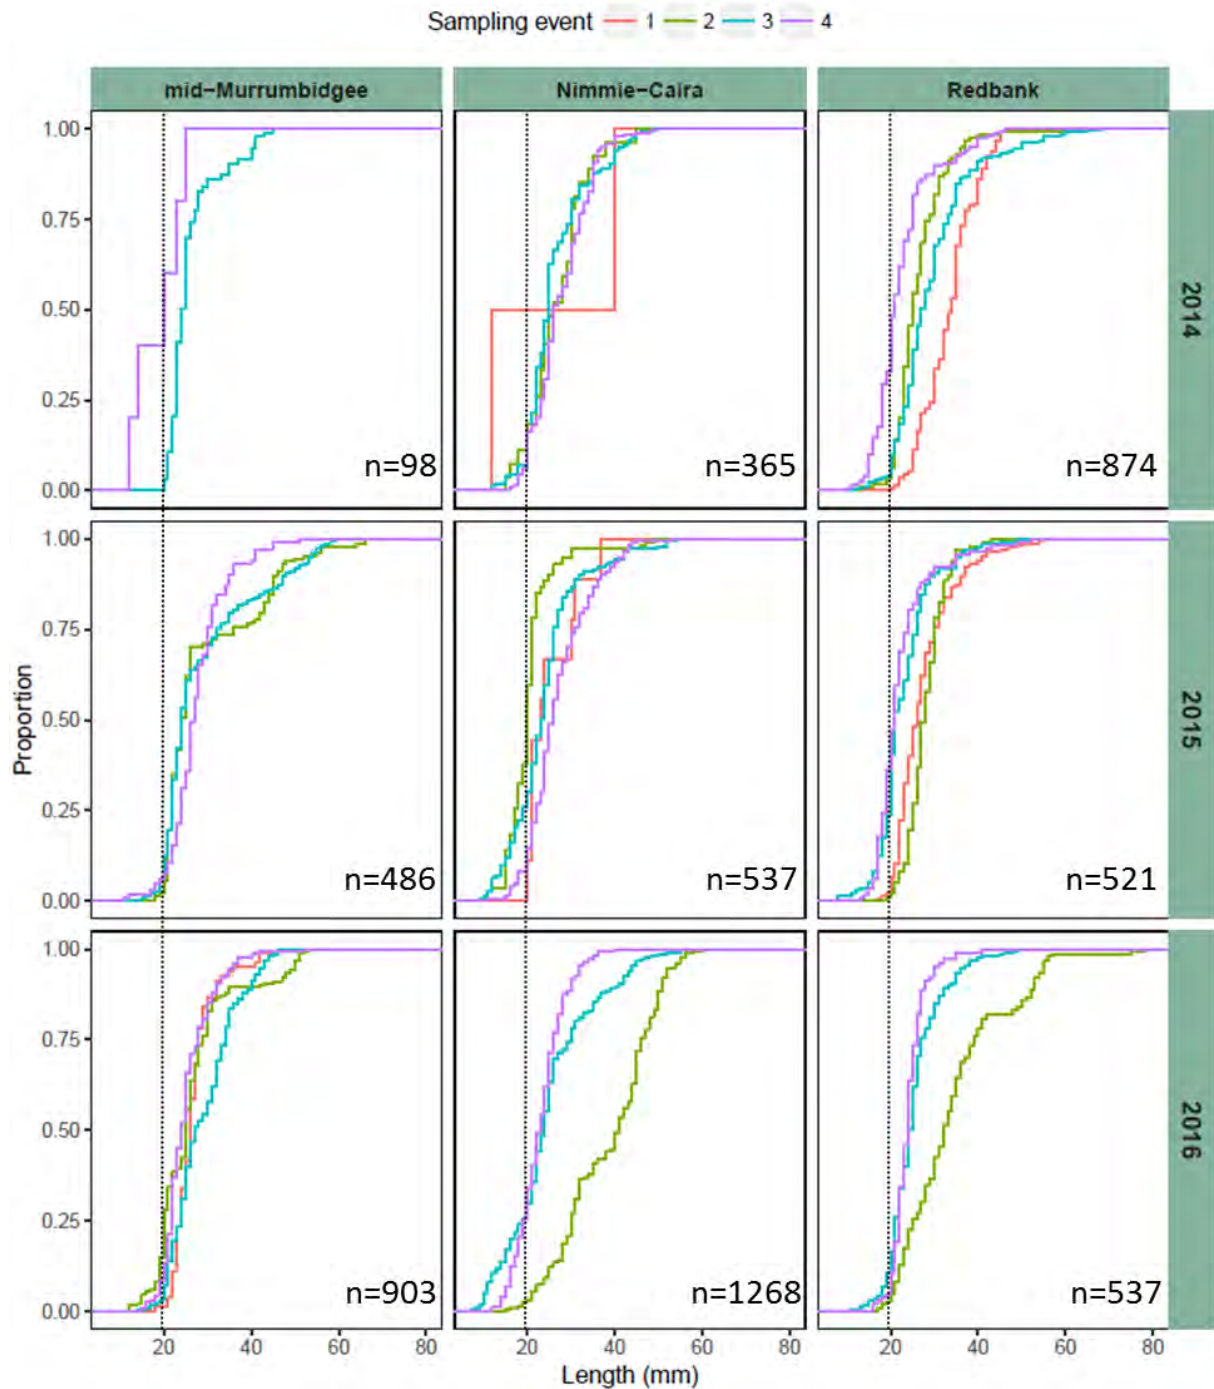 Sampling event 1 2 3 4
mid−Murrumbidgee Nimmie−Caira Redbank
1.00
0.75
0.50
0.25
0.00
n=98 n=365 n=874
2014
1.00
0.75
0.50
0.25
0.00
n=486 n=537 n=521
2015
Proportion
1.00
0.75
0.50
0.25
0.00
n=903 n=1268 n=537
2016
20 40 60 80 20 40 60 80 20 40 60 80
Length (mm)